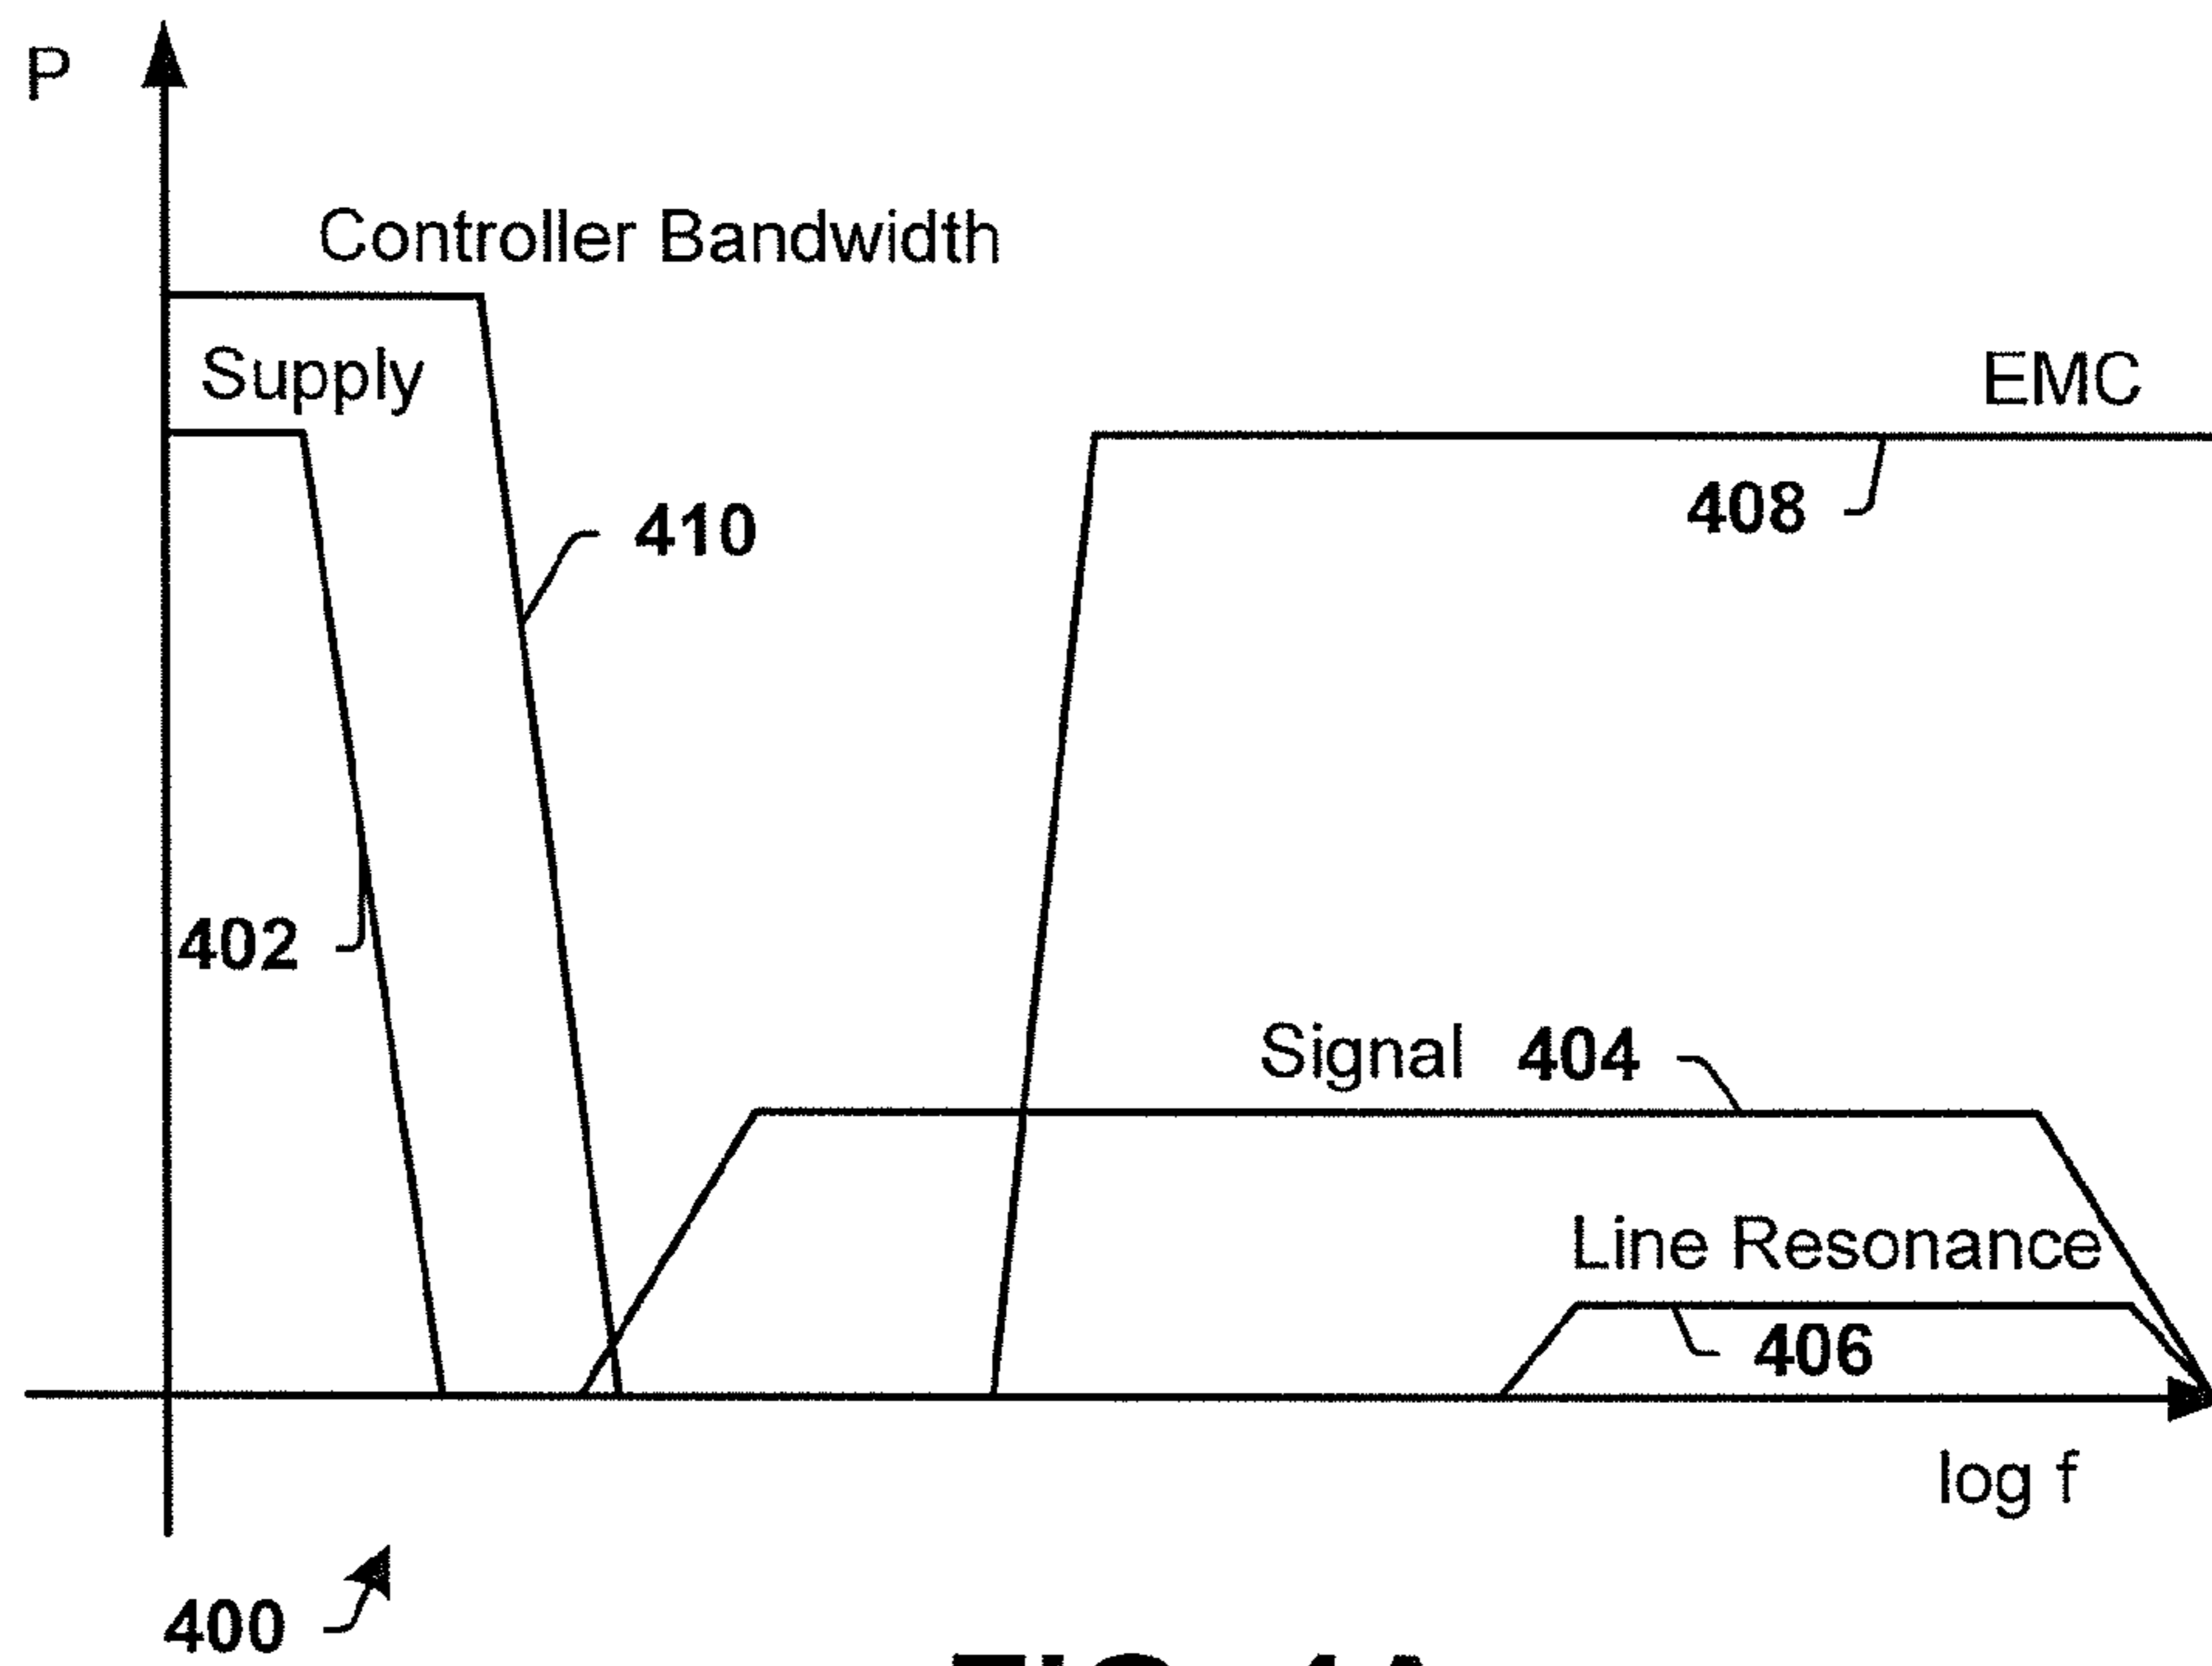 P
Controller Bandwidth
Supply
EMC
408
410
402
Signal 404
Line Resonance
406
log f
400